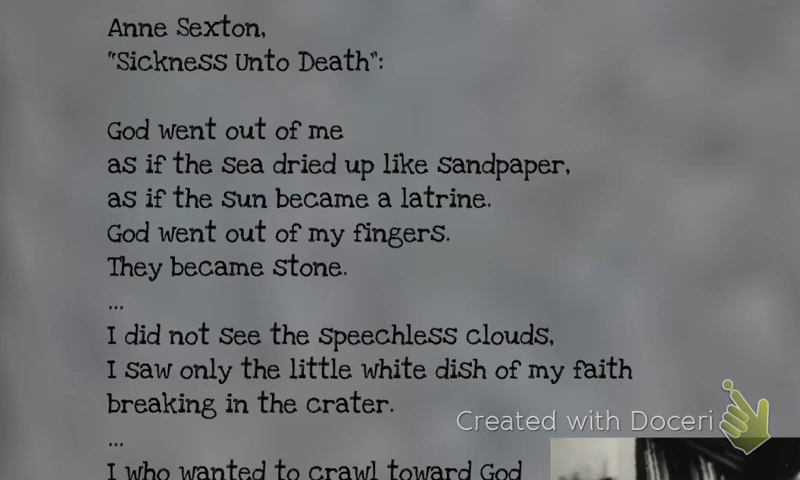 Anne Sexton,
"Sickness Unto Death":
God went out of me
as if the sea dried up like sandpaper,
as if the sun became a latrine.
God went out of my fingers.
They became stone.
...
I did not see the speechless clouds,
I saw only the little white dish of my faith
breaking in the crater.
...
I who wanted to crawl toward God
Created with Doceri